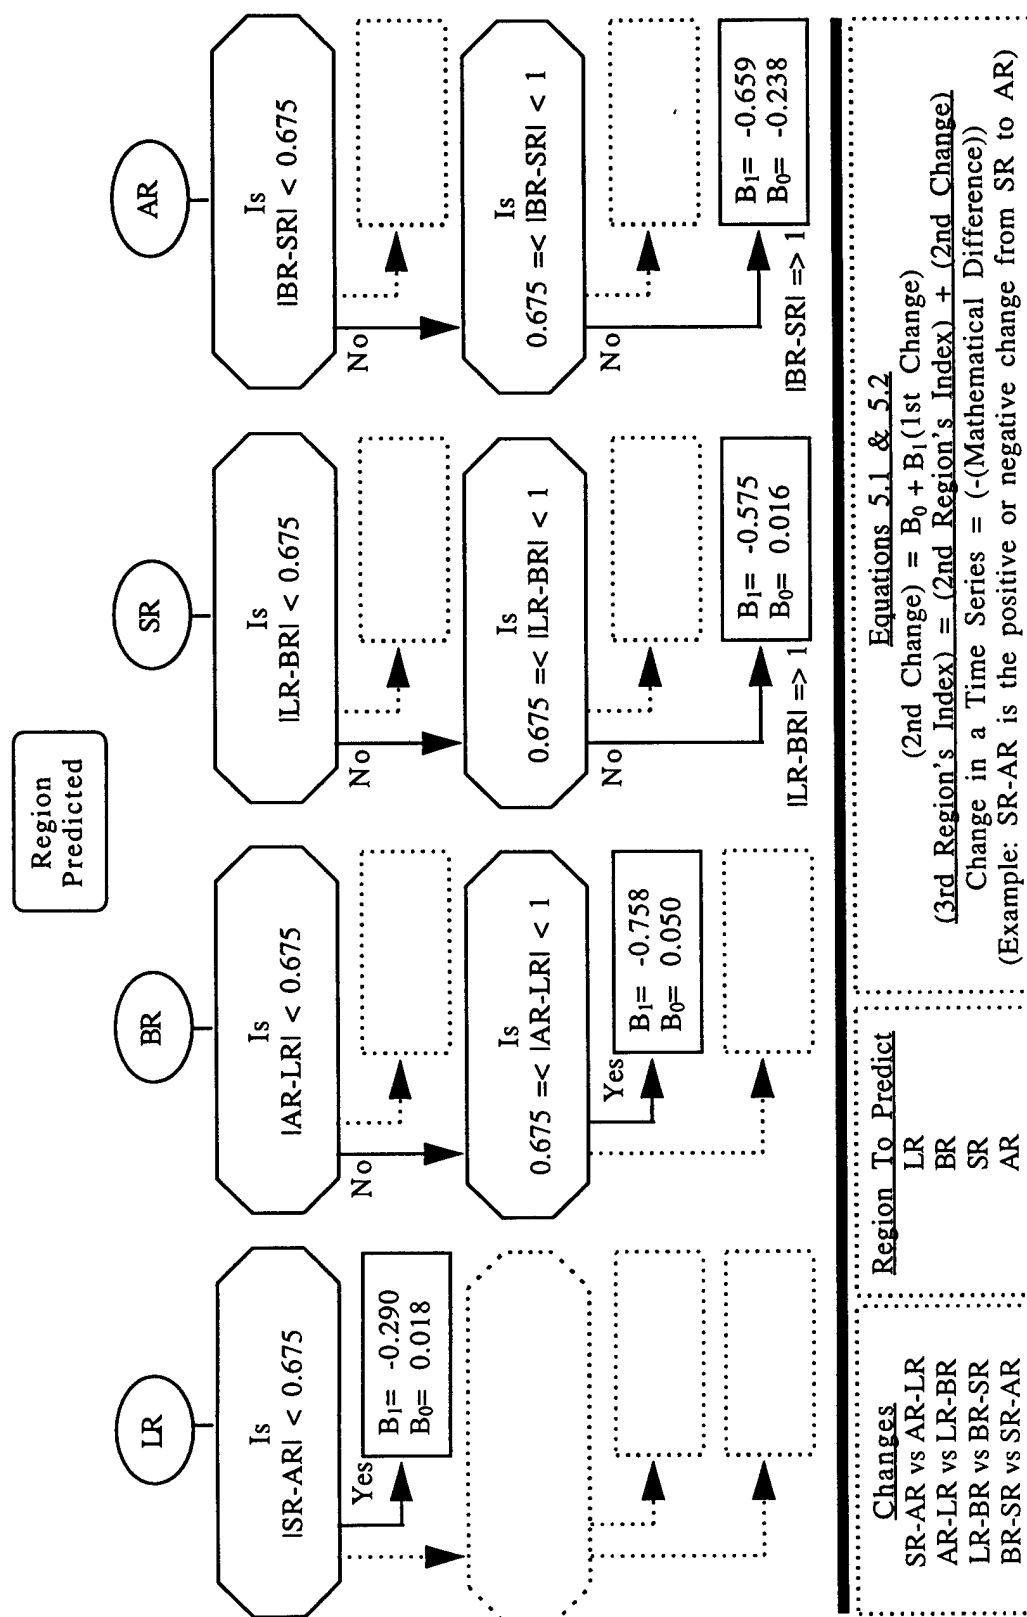 Region
Predicted
LR
Is
|SR-AR| < 0.675
Yes
B1= -0.290
B0= 0.018
BR
Is
|AR-LR| < 0.675
No
Is
0.675 =< |AR-LR| < 1
Yes
B1= -0.758
B0= 0.050
SR
Is
|LR-BR| < 0.675
No
Is
0.675 =< |LR-BR| < 1
No
|LR-BR| => 1
B1= -0.575
B0= 0.016
AR
Is
|BR-SR| < 0.675
No
Is
0.675 =< |BR-SR| < 1
No
|BR-SR| => 1
B1= -0.659
B0= -0.238
Changes
SR-AR vs AR-LR
AR-LR vs LR-BR
LR-BR vs BR-SR
BR-SR vs SR-AR
Region To Predict
LR
BR
SR
AR
Equations 5.1 & 5.2
(2nd Change) = B0 + B1(1st Change)
(3rd Region's Index) = (2nd Region's Index) + (2nd Change)
Change in a Time Series = (-(Mathematical Difference))
(Example: SR-AR is the positive or negative change from SR to AR)